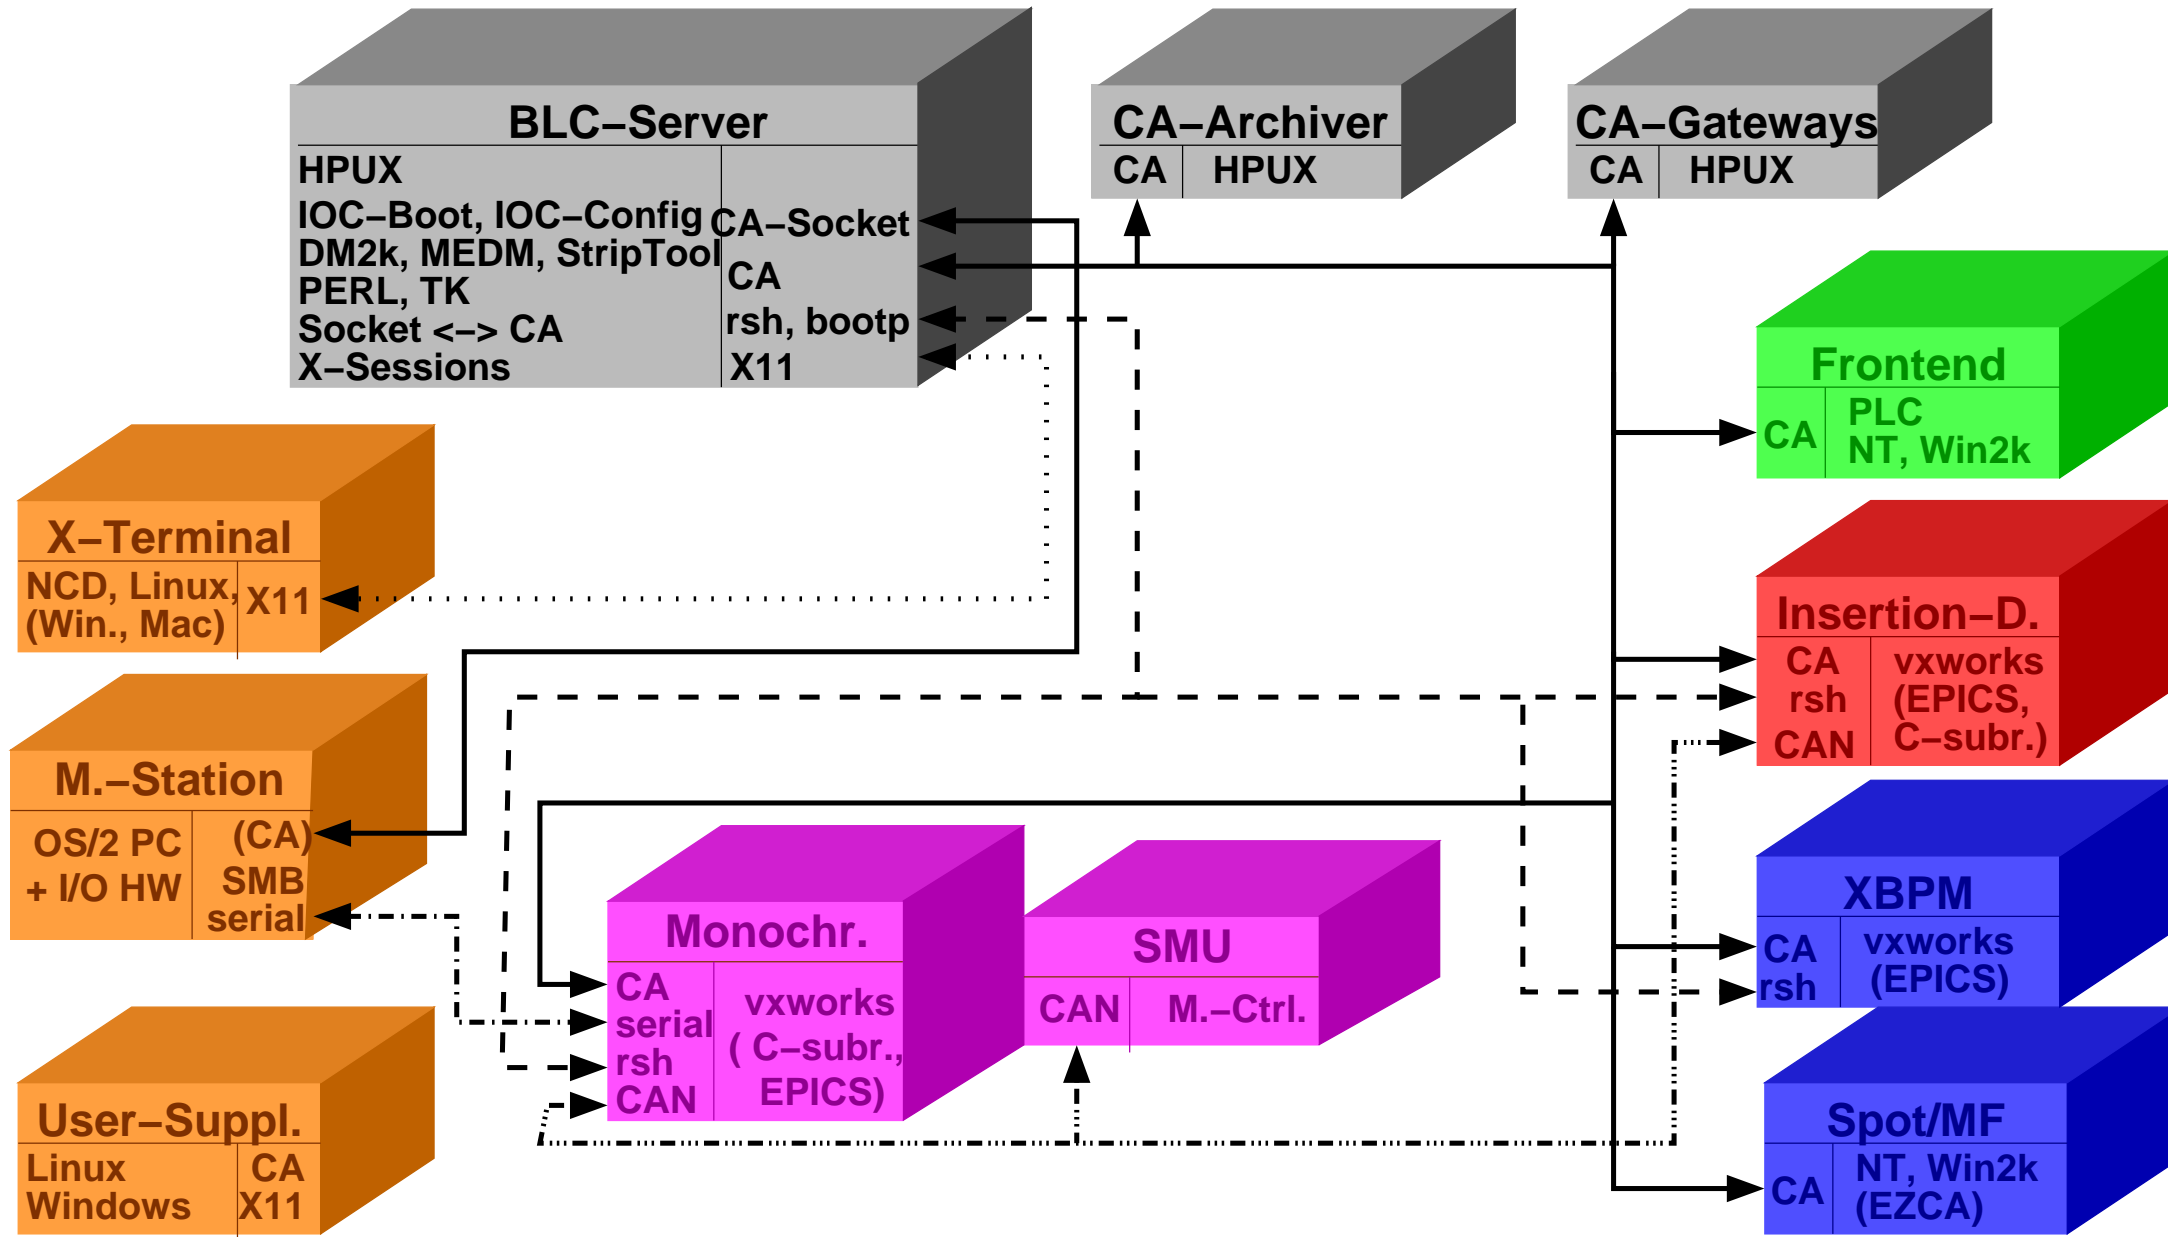 BLC–Server
HPUX
IOC–Boot, IOC–Config
DM2k, MEDM, StripTool
PERL, TK
Socket <–> CA
X–Sessions
CA–Socket
CA
rsh, bootp
X11
CA–Archiver
CA HPUX
CA–Gateways
CA HPUX
Frontend
CA
PLC
NT, Win2k
X–Terminal
NCD, Linux,
(Win., Mac)
X11
Insertion–D.
CA
rsh
CAN
vxworks
(EPICS,
C–subr.)
M.–Station
OS/2 PC
+ I/O HW
(CA)
SMB
serial
Monochr.
CA
serial
rsh
CAN
vxworks
( C–subr.,
EPICS)
SMU
CAN M.–Ctrl.
XBPM
CA
rsh
vxworks
(EPICS)
User–Suppl.
Linux
Windows
CA
X11
Spot/MF
CA
NT, Win2k
(EZCA)